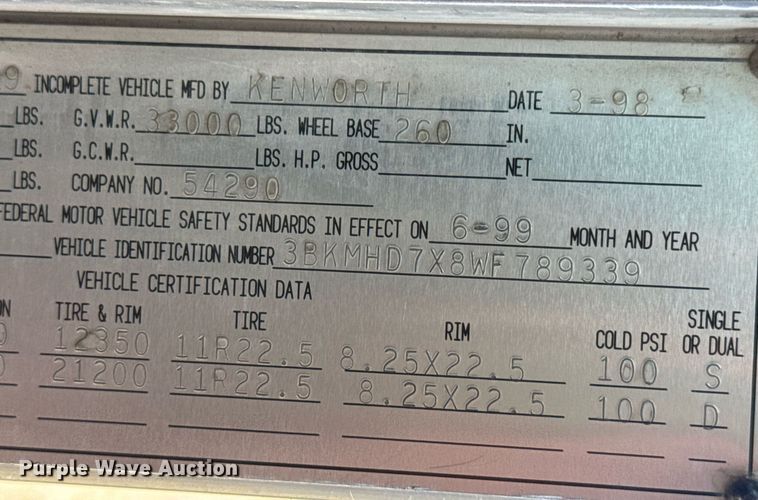 9 INCOMPLETE VEHICLE MFD BY KENWORTH DATE 3-98
LBS. G.V.W.R. 33000 LBS. WHEEL BASE 260 IN.
LBS. G.C.W.R. LBS. H.P. GROSS NET
LBS. COMPANY NO. 54290
FEDERAL MOTOR VEHICLE SAFETY STANDARDS IN EFFECT ON 6-99 MONTH AND YEAR
VEHICLE IDENTIFICATION NUMBER 3BKMHD7X8WF789339
VEHICLE CERTIFICATION DATA
TIRE & RIM TIRE RIM COLD PSI SINGLE OR DUAL
12350 11R22.5 8.25X22.5 100 S
21200 11R22.5 8.25X22.5 100 D
Purple Wave Auction